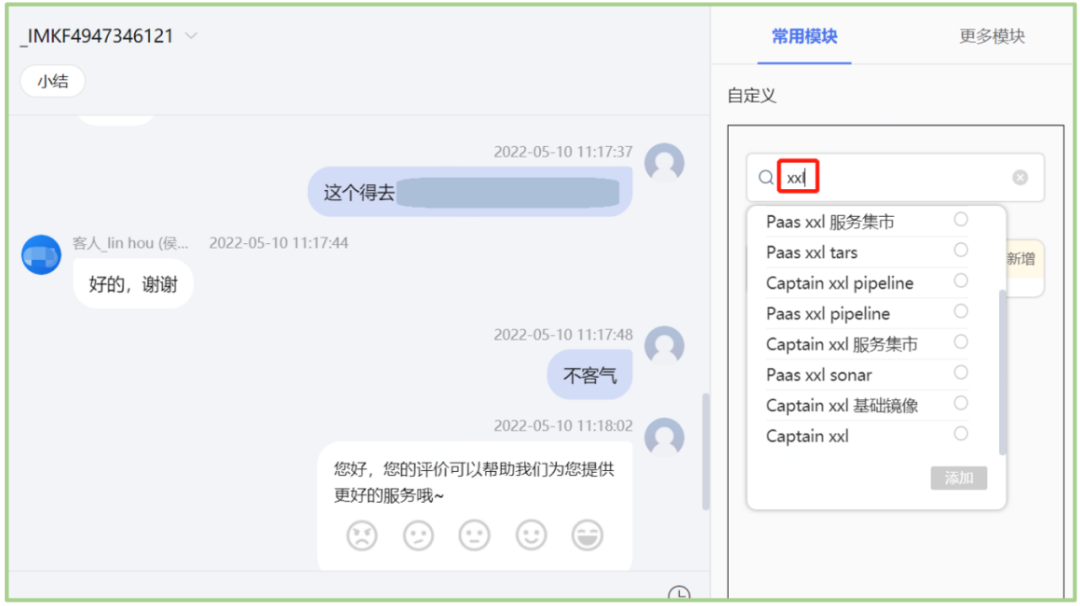 _IMKF4947346121
小结
2022-05-10 11:17:37
这个得去
客人_lin hou (侯...
2022-05-10 11:17:44
好的，谢谢
2022-05-10 11:17:48
不客气
2022-05-10 11:18:02
您好，您的评价可以帮助我们为您提供
更好的服务哦~
常用模块
更多模块
自定义
xxl
Paas xxl 服务集市
Paas xxl tars
新增
Captain xxl pipeline
Paas xxl pipeline
Captain xxl 服务集市
Paas xxl sonar
Captain xxl 基础镜像
Captain xxl
添加